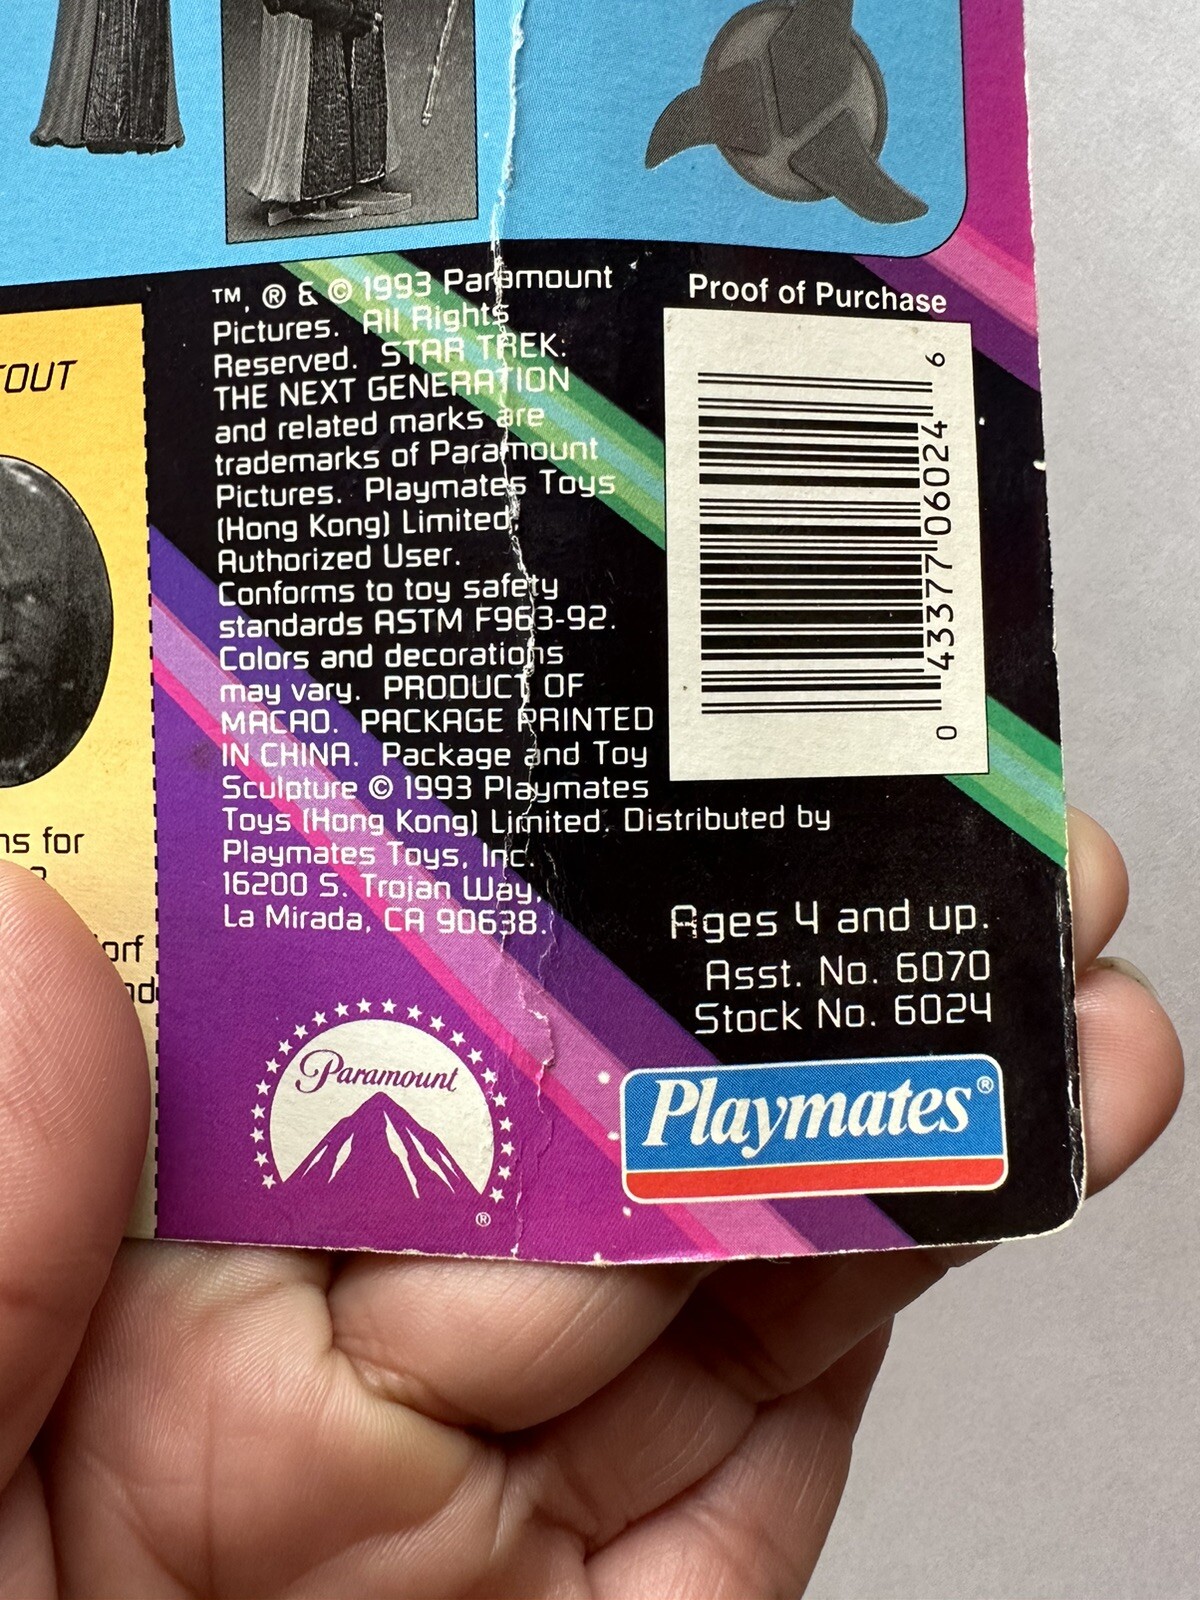 TOUT
ns for
orf
nd
™, ® & © 1993 Paramount
Pictures. All Rights
Reserved. STAR TREK:
THE NEXT GENERATION
and related marks are
trademarks of Paramount
Pictures. Playmates Toys
(Hong Kong) Limited,
Authorized User.
Conforms to toy safety
standards ASTM F963-92.
Colors and decorations
may vary. PRODUCT OF
MACAO. PACKAGE PRINTED
IN CHINA. Package and Toy
Sculpture © 1993 Playmates
Toys (Hong Kong) Limited. Distributed by
Playmates Toys, Inc.
16200 S. Trojan Way,
La Mirada, CA 90638.
Proof of Purchase
0 43377 06024 6
Ages 4 and up.
Asst. No. 6070
Stock No. 6024
Paramount
®
Playmates®